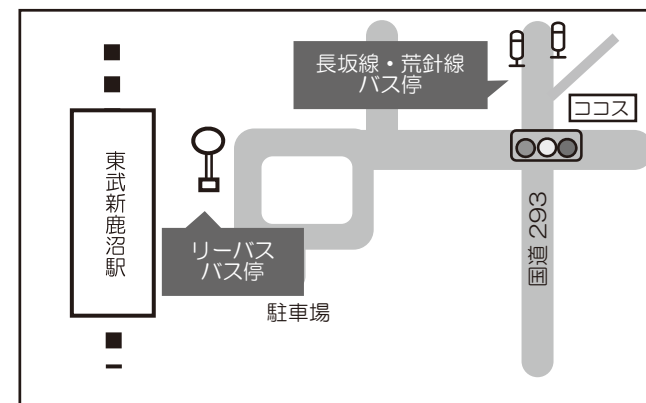 長坂線・荒針線
バス停
ココス
東武新鹿沼駅
リーバス
バス停
国道 293
駐車場